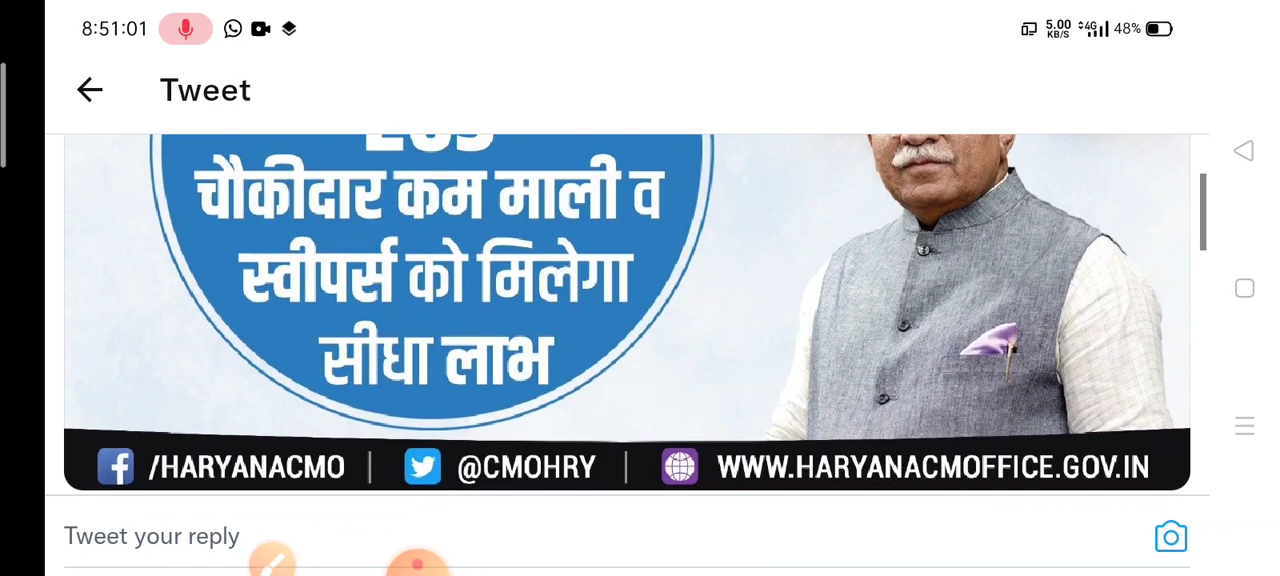 8:51:01
5.00 KB/S 4G 48%
Tweet
चौकीदार कम माली व
स्वीपर्स को मिलेगा
सीधा लाभ
/HARYANACMO | @CMOHRY | WWW.HARYANACMOFFICE.GOV.IN
Tweet your reply